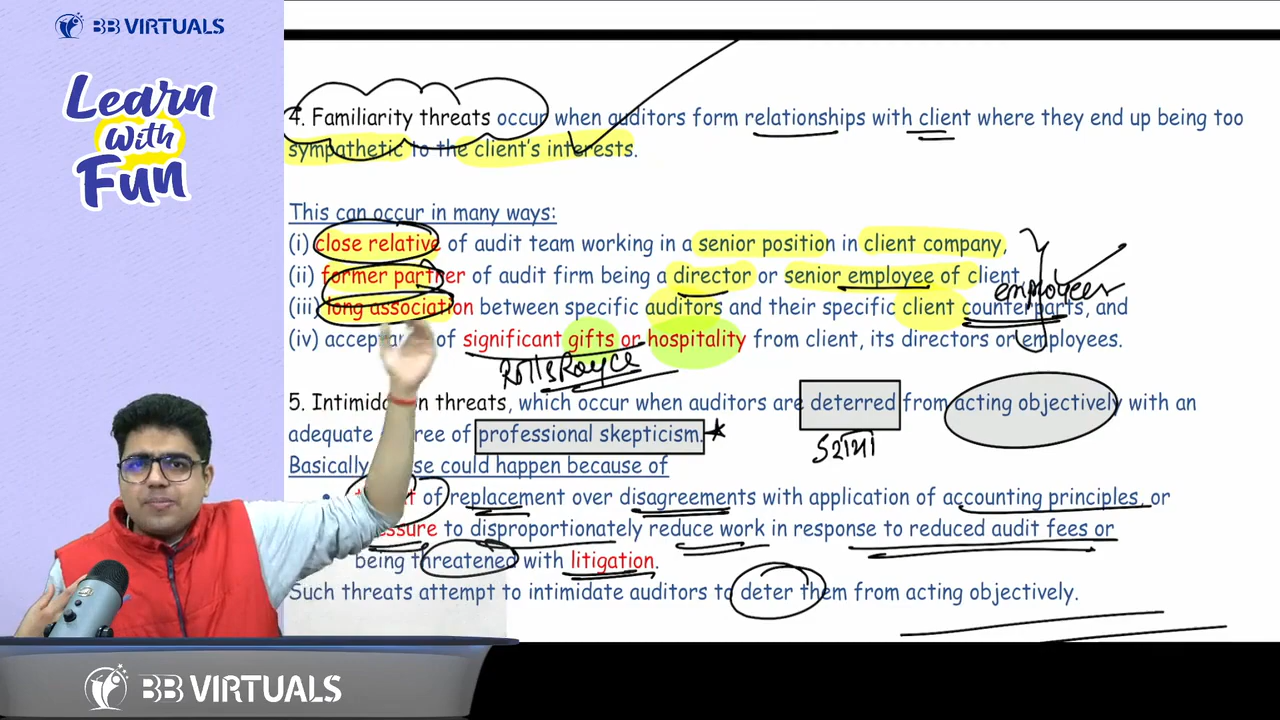 BB VIRTUALS
Learn
With
Fun
4. Familiarity threats occur when auditors form relationships with client where they end up being too
sympathetic to the client's interests.
This can occur in many ways:
(i) close relative of audit team working in a senior position in client company,
(ii) former partner of audit firm being a director or senior employee of client
employees
(iii) long association between specific auditors and their specific client counterparts, and
(iv) of significant gifts or hospitality from client, its directors or employees.
Rolls Royce
5. threats, which occur when auditors are deterred from acting objectively with an
adequate of professional skepticism.
डराया
Basically could happen because of
of replacement over disagreements with application of accounting principles, or
to disproportionately reduce work in response to reduced audit fees or
being threatened with litigation.
Such threats attempt to intimidate auditors to deter them from acting objectively.
BB VIRTUALS